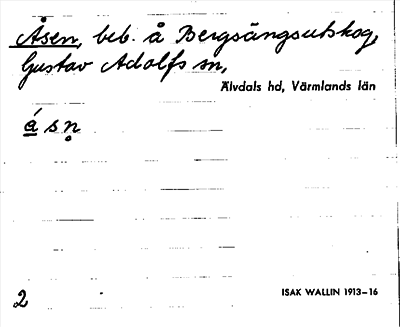 Åsen, beb. å Bergsängsutskog,
Gustav Adolfs sn,
Älvdals hd, Värmlands län
á̱ s n̥
2
ISAK WALLIN 1913–16